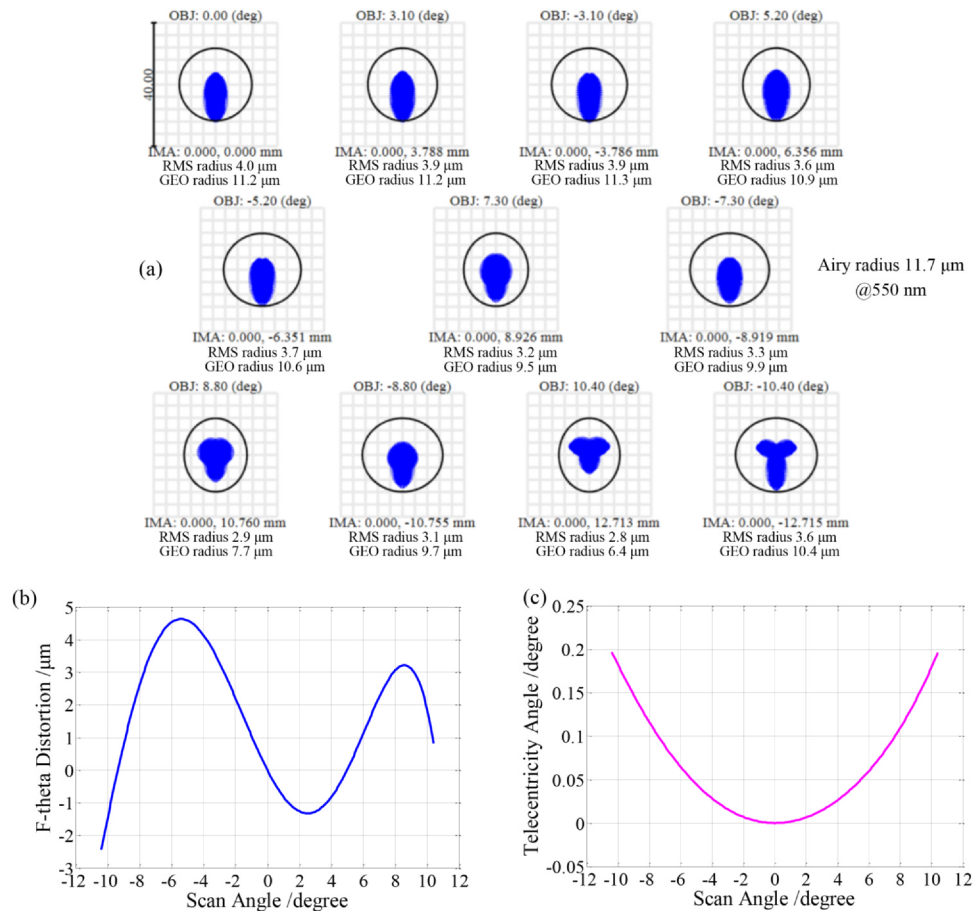 OBJ: 0.00 (deg)
OBJ: 3.10 (deg)
OBJ: -3.10 (deg)
OBJ: 5.20 (deg)
40.00
IMA: 0.000, 0.000 mm
RMS radius 4.0 μm
GEO radius 11.2 μm
IMA: 0.000, 3.788 mm
RMS radius 3.9 μm
GEO radius 11.2 μm
IMA: 0.000, -3.786 mm
RMS radius 3.9 μm
GEO radius 11.3 μm
IMA: 0.000, 6.356 mm
RMS radius 3.6 μm
GEO radius 10.9 μm
OBJ: -5.20 (deg)
OBJ: 7.30 (deg)
OBJ: -7.30 (deg)
(a)
Airy radius 11.7 μm
@550 nm
IMA: 0.000, -6.351 mm
RMS radius 3.7 μm
GEO radius 10.6 μm
IMA: 0.000, 8.926 mm
RMS radius 3.2 μm
GEO radius 9.5 μm
IMA: 0.000, -8.919 mm
RMS radius 3.3 μm
GEO radius 9.9 μm
OBJ: 8.80 (deg)
OBJ: -8.80 (deg)
OBJ: 10.40 (deg)
OBJ: -10.40 (deg)
IMA: 0.000, 10.760 mm
RMS radius 2.9 μm
GEO radius 7.7 μm
IMA: 0.000, -10.755 mm
RMS radius 3.1 μm
GEO radius 9.7 μm
IMA: 0.000, 12.713 mm
RMS radius 2.8 μm
GEO radius 6.4 μm
IMA: 0.000, -12.715 mm
RMS radius 3.6 μm
GEO radius 10.4 μm
(b)
F-theta Distortion /μm
5
4
3
2
1
0
-1
-2
-3
-12 -10 -8 -6 -4 -2 0 2 4 6 8 10 12
Scan Angle /degree
(c)
Telecentricity Angle /degree
0.25
0.2
0.15
0.1
0.05
0
-0.05
-12 -10 -8 -6 -4 -2 0 2 4 6 8 10 12
Scan Angle /degree